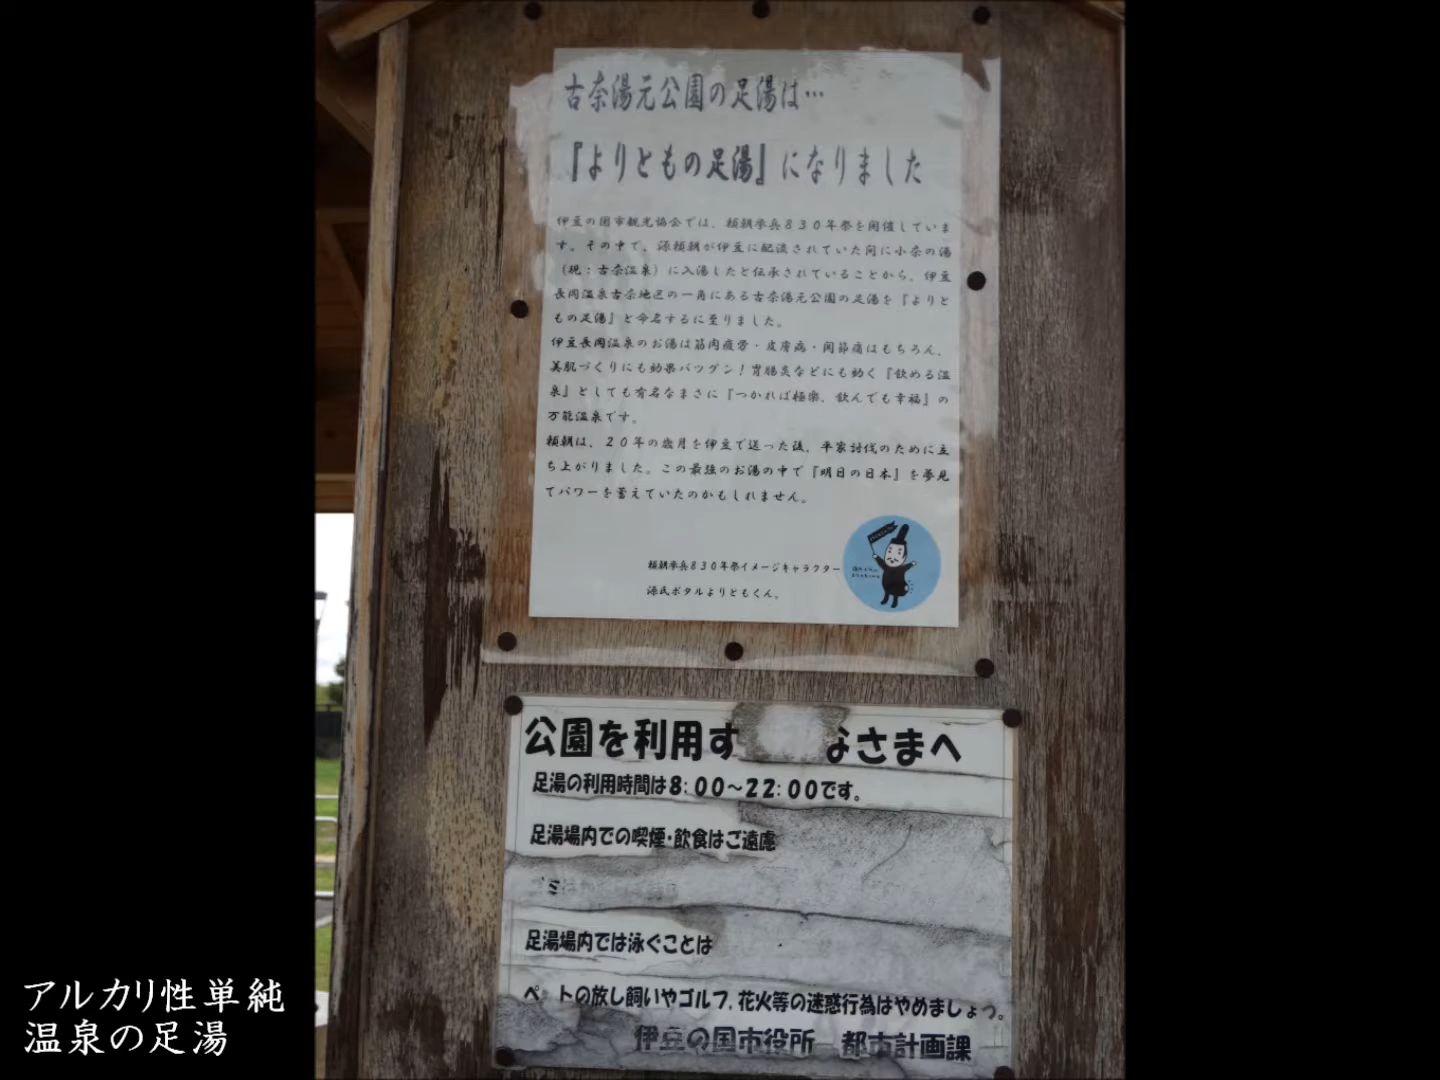 古奈湯元公園の足湯は…
『よりともの足湯』になりました
伊豆の国市観光協会では、頼朝挙兵830年祭を開催していま
す。その中で、源頼朝が伊豆に配流されていた間に小奈の湯
(現:古奈温泉)に入湯したと伝承されていることから、伊豆
長岡温泉古奈地区の一角にある古奈湯元公園の足湯を『よりと
もの足湯』と命名するに至りました。
伊豆長岡温泉のお湯は筋肉疲労・皮膚病・関節痛はもちろん、
美肌づくりにも効果バツグン!胃腸炎などにも効く『飲める温
泉』としても有名なまさに『つかれば極楽、飲んでも幸福』の
万能温泉です。
頼朝は、20年の歳月を伊豆で送った後、平家討伐のために立
ち上がりました。この最強のお湯の中で『明日の日本』を夢見
てパワーを蓄えていたのかもしれません。
頼朝挙兵830年祭イメージキャラクター
源氏ボタルよりともくん。
公園を利用す なさまへ
足湯の利用時間は8:00~22:00です。
足湯場内での喫煙・飲食はご遠慮
ミ
足湯場内では泳ぐことは
ペットの放し飼いやゴルフ,花火等の迷惑行為はやめましょう。
伊豆の国市役所 都市計画課
アルカリ性単純
温泉の足湯